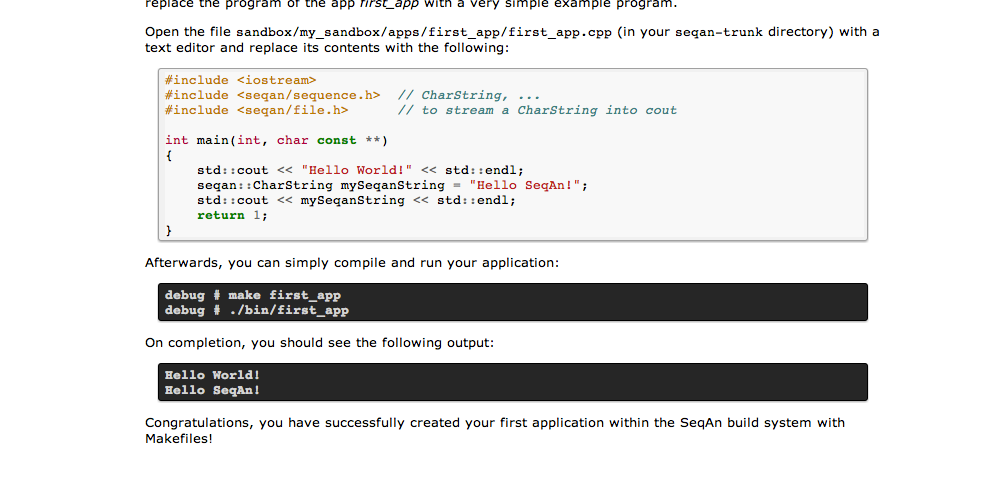 replace the program of the app first_app with a very simple example program.
Open the file sandbox/my_sandbox/apps/first_app/first_app.cpp (in your seqan-trunk directory) with a
text editor and replace its contents with the following:
#include <iostream>
#include <seqan/sequence.h>  // CharString, ...
#include <seqan/file.h>      // to stream a CharString into cout
int main(int, char const **)
{
    std::cout << "Hello World!" << std::endl;
    seqan::CharString mySeqanString = "Hello SeqAn!";
    std::cout << mySeqanString << std::endl;
    return 1;
}
Afterwards, you can simply compile and run your application:
debug # make first_app
debug # ./bin/first_app
On completion, you should see the following output:
Hello World!
Hello SeqAn!
Congratulations, you have successfully created your first application within the SeqAn build system with
Makefiles!